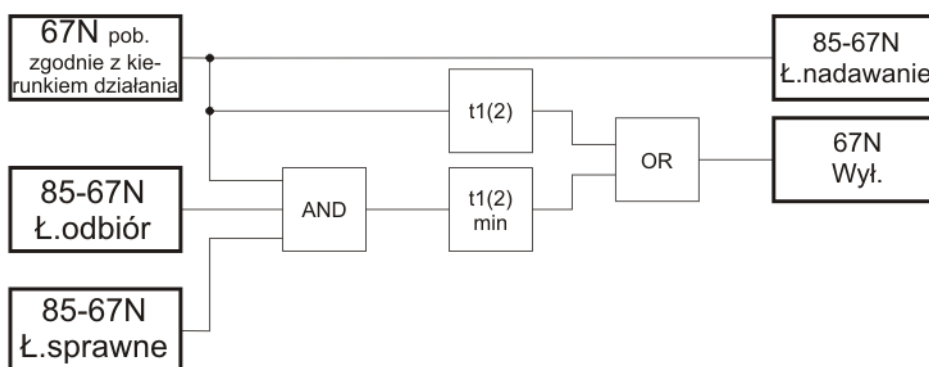 67N pob.
zgodnie z kie-
runkiem działania
85-67N
Ł.nadawanie
t1(2)
67N
Wył.
OR
85-67N
Ł.odbiór
AND
t1(2)
min
85-67N
Ł.sprawne